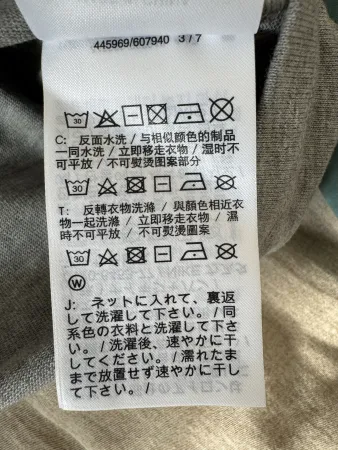 445969/607940 3 / 7
30
C: 反面水洗 / 与相似颜色的制品
一同水洗 / 立即移走衣物 / 湿时不
可平放 / 不可熨烫图案部分
30
T: 反轉衣物洗滌 / 與顏色相近衣
物一起洗滌 / 立即移走衣物 / 濕
時不可平放 / 不可熨燙圖案
30
W
J: ネットに入れて、裏返
して洗濯して下さい。/ 同
系色の衣料と洗濯して下さ
い。/ 洗濯後、速やかに干
してください。/ 濡れたま
まで放置せず速やかに干し
て下さい。/